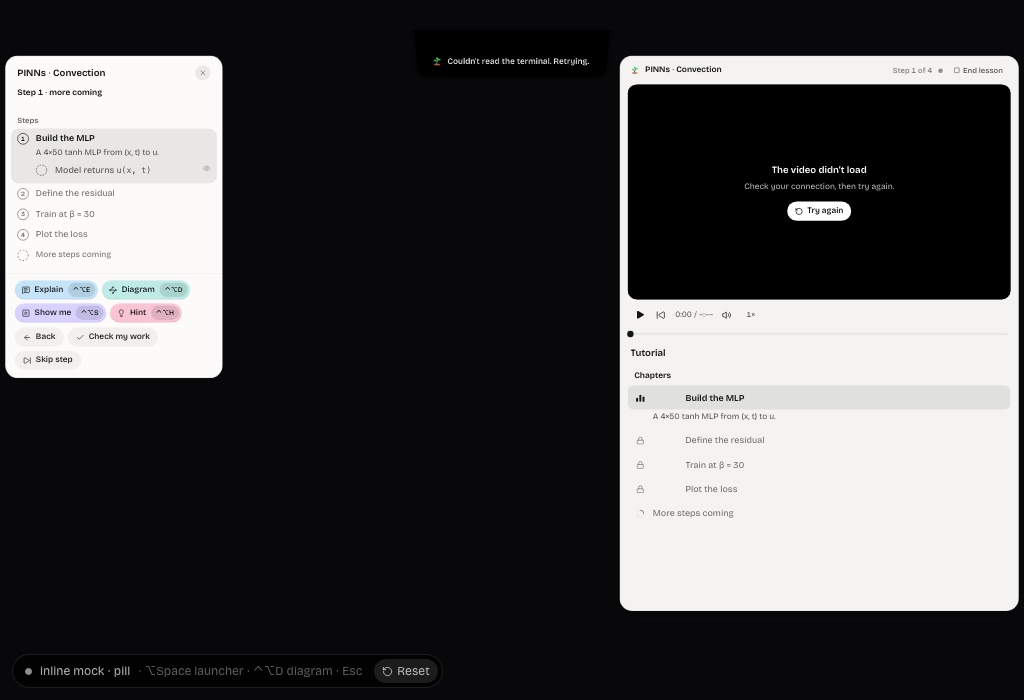 Couldn't read the terminal. Retrying.
PINNs · Convection
Step 1 · more coming
Steps
1 Build the MLP
A 4×50 tanh MLP from (x, t) to u.
Model returns u(x, t)
2 Define the residual
3 Train at β = 30
4 Plot the loss
More steps coming
Explain ^⌥E Diagram ^⌥D
Show me ^⌥S Hint ^⌥H
Back Check my work
Skip step
PINNs · Convection Step 1 of 4 End lesson
The video didn't load
Check your connection, then try again.
Try again
0:00 / --:-- 1×
Tutorial
Chapters
Build the MLP
A 4×50 tanh MLP from (x, t) to u.
Define the residual
Train at β = 30
Plot the loss
More steps coming
inline mock · pill · ⌥Space launcher · ^⌥D diagram · Esc Reset